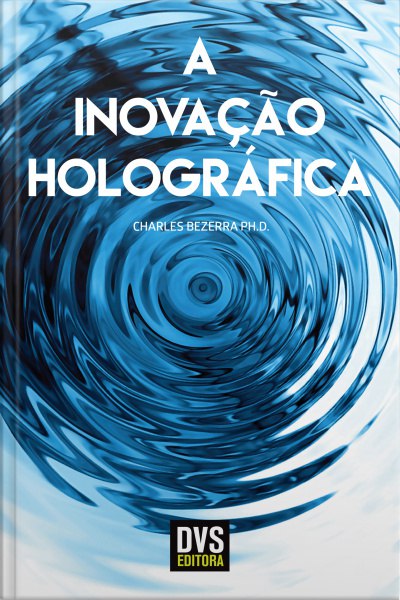 A
INOVAÇÃO
HOLOGRÁFICA
CHARLES BEZERRA PH.D.
DVS
EDITORA